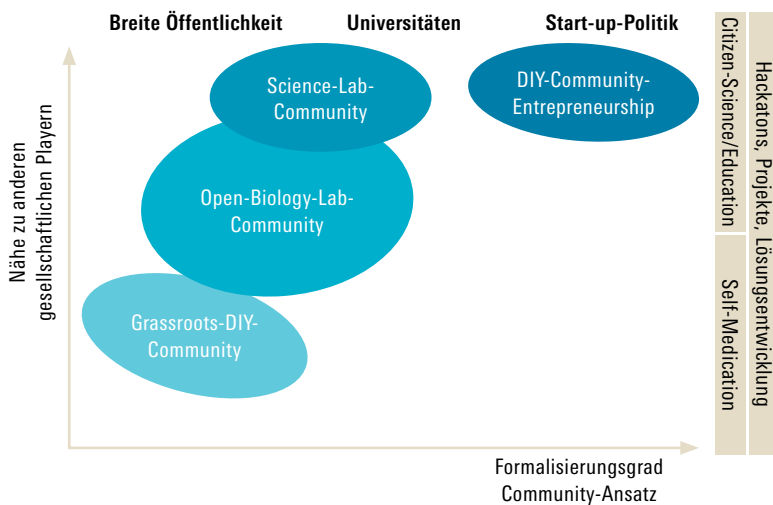 Breite Öffentlichkeit
Universitäten
Start-up-Politik
Nähe zu anderen
gesellschaftlichen Playern
Science-Lab-
Community
DIY-Community-
Entrepreneurship
Open-Biology-Lab-
Community
Grassroots-DIY-
Community
Citizen-Science/Education
Self-Medication
Hackatons, Projekte, Lösungsentwicklung
Formalisierungsgrad
Community-Ansatz